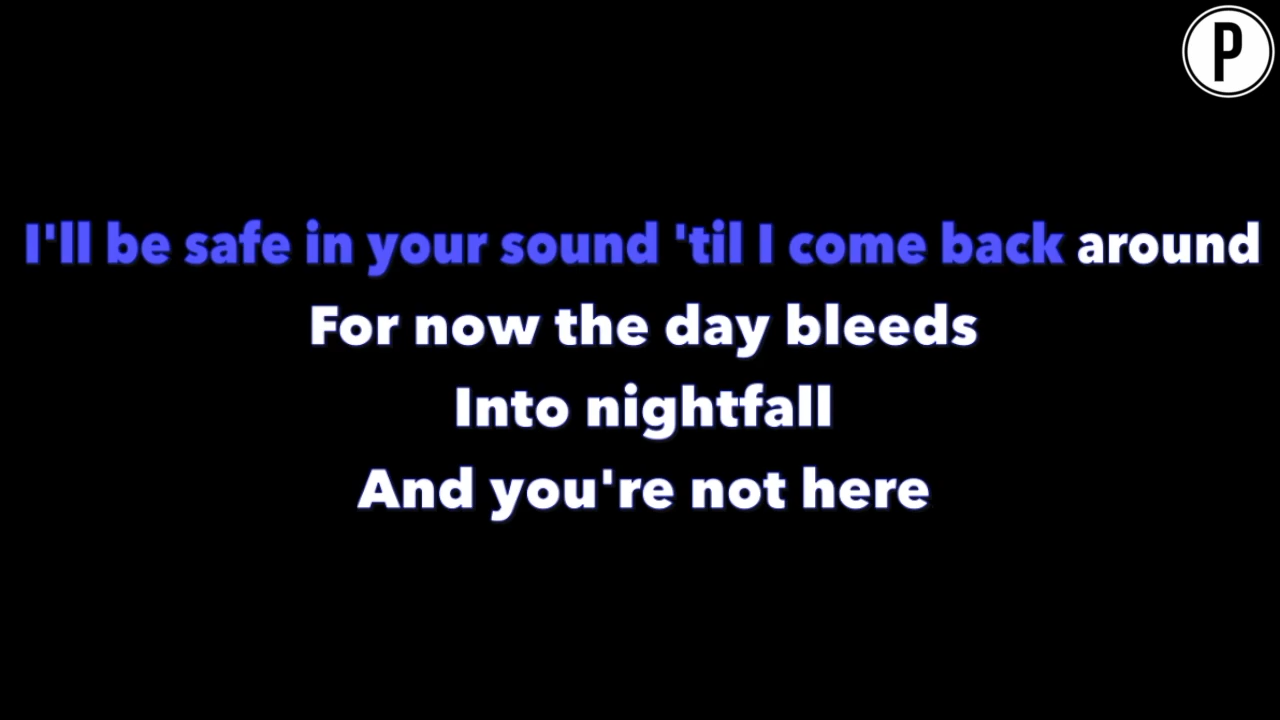 P
I'll be safe in your sound 'til I come back around
For now the day bleeds
Into nightfall
And you're not here